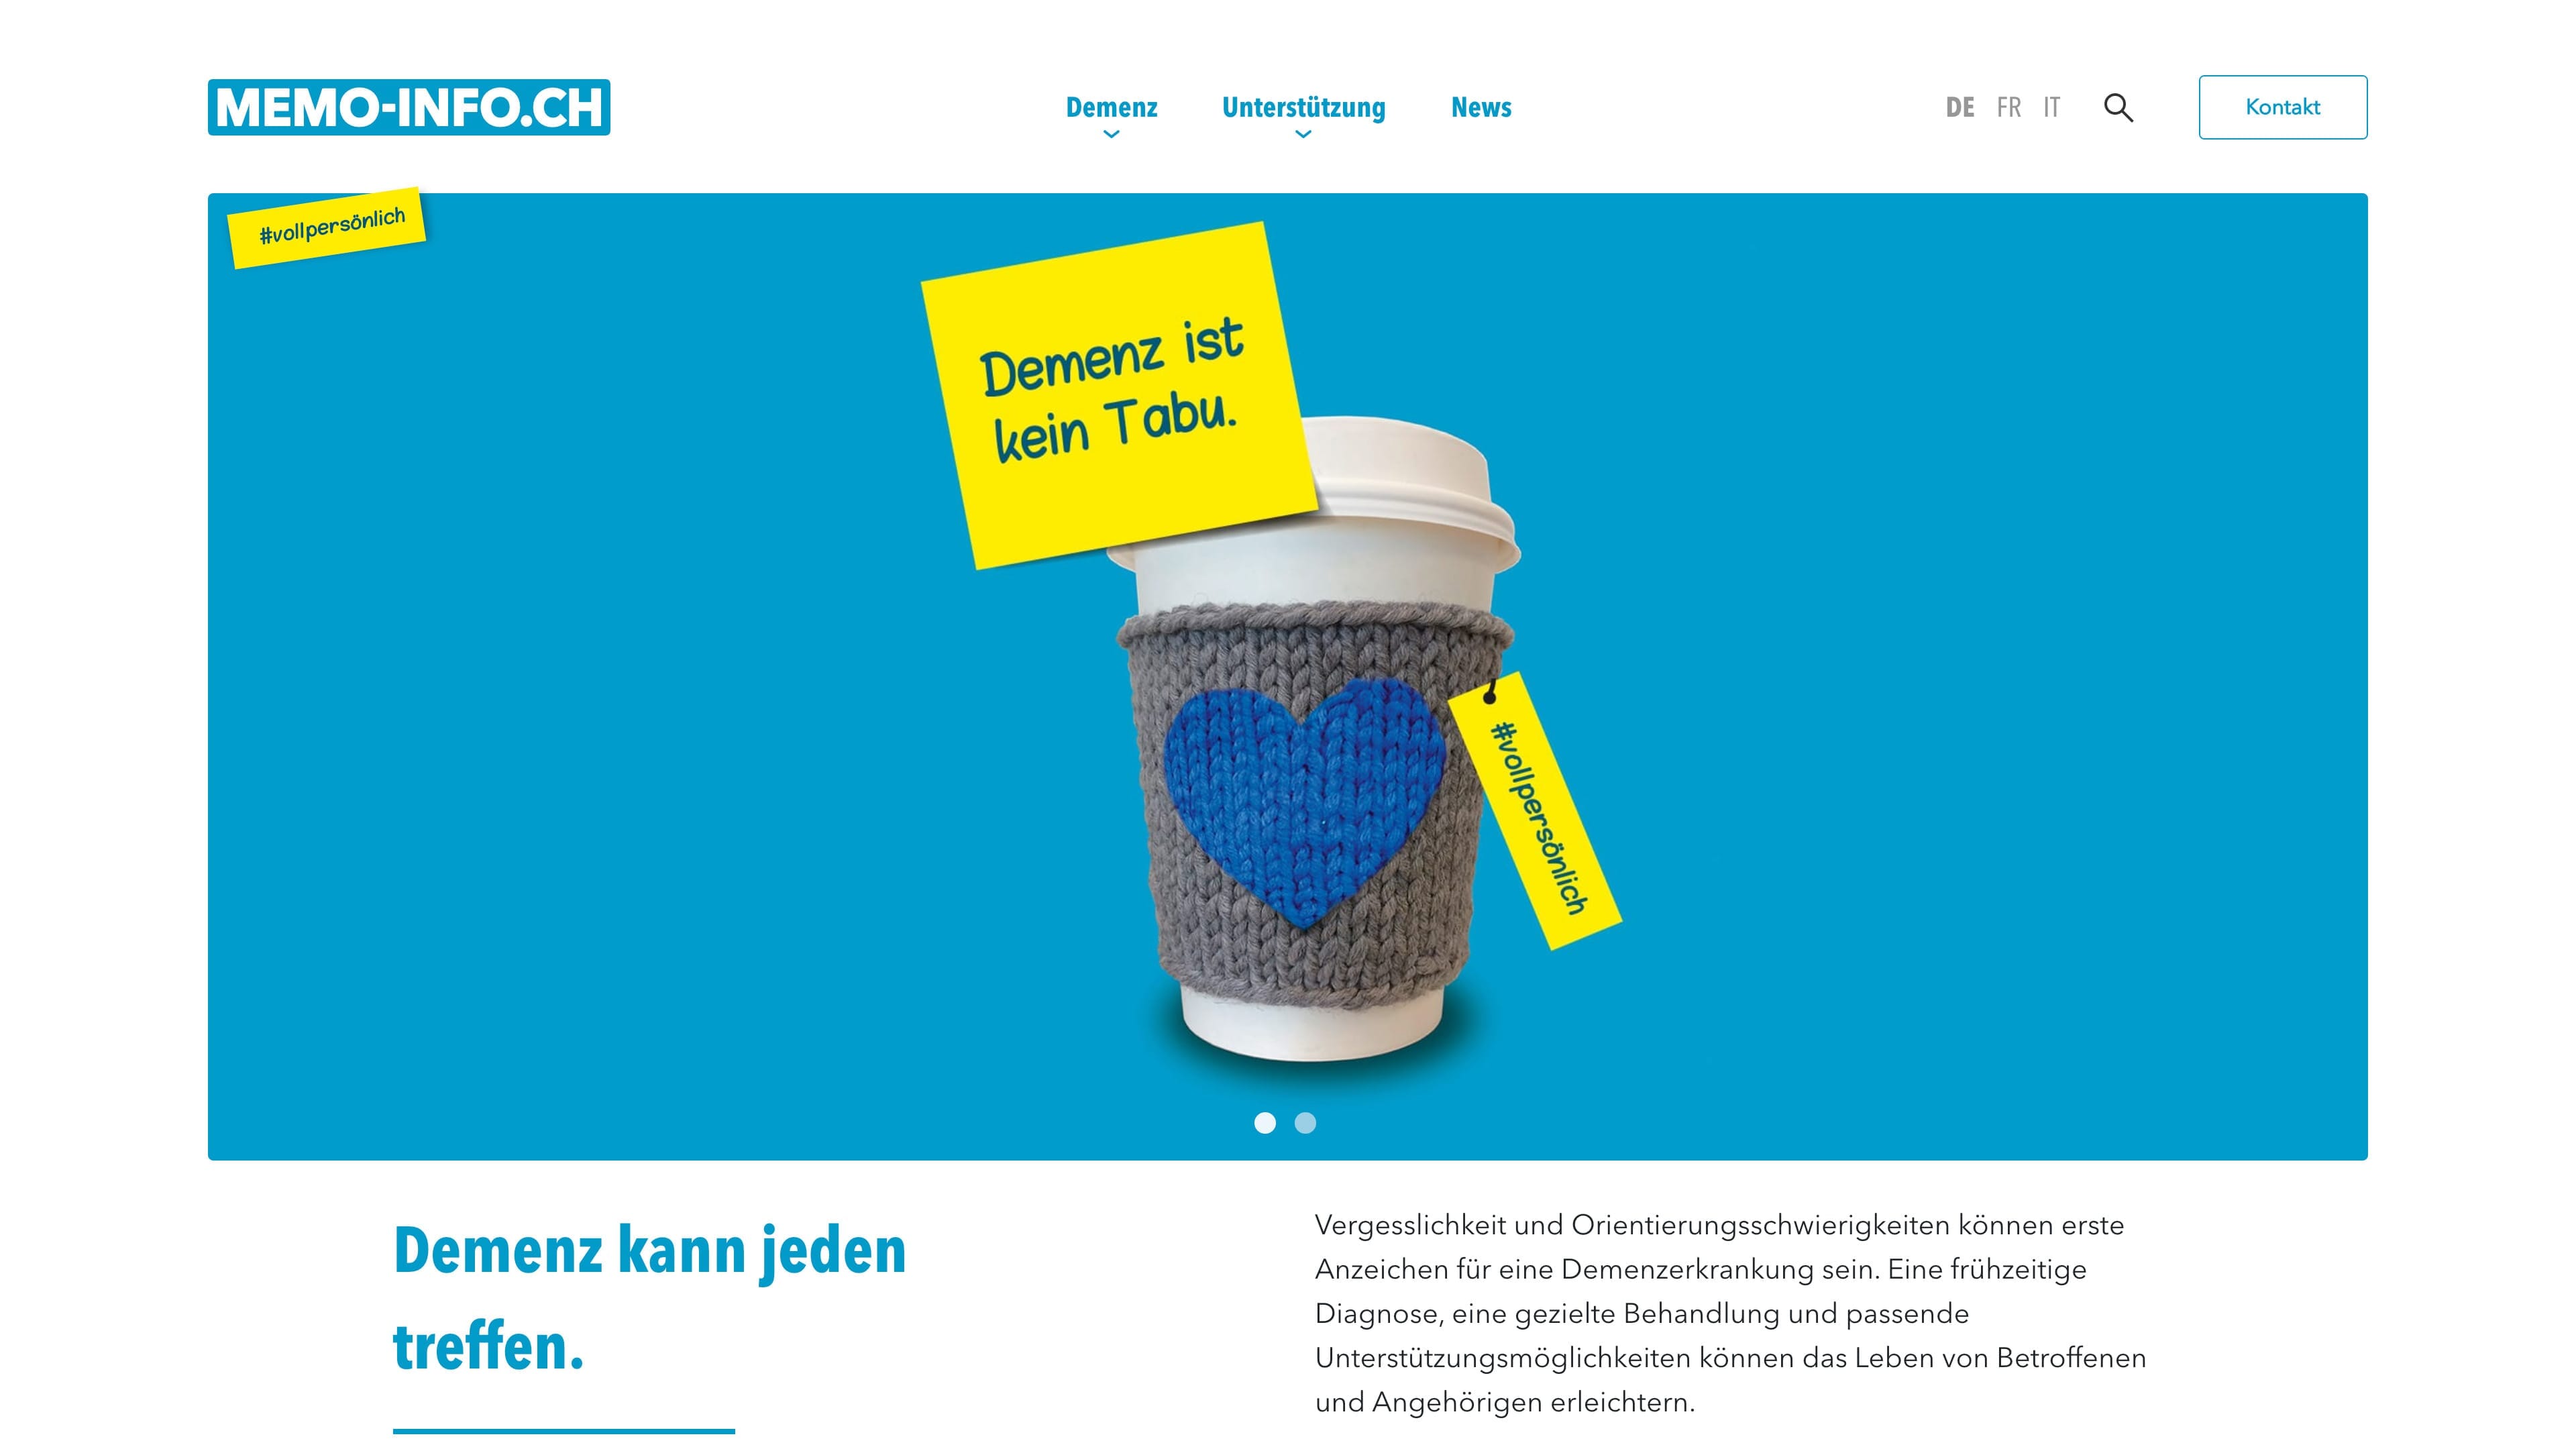 MEMO-INFO.CH
Demenz
Unterstützung
News
DE FR IT
Kontakt
#vollpersönlich
Demenz ist
kein Tabu.
#vollpersönlich
Demenz kann jeden
treffen.
Vergesslichkeit und Orientierungsschwierigkeiten können erste
Anzeichen für eine Demenzerkrankung sein. Eine frühzeitige
Diagnose, eine gezielte Behandlung und passende
Unterstützungsmöglichkeiten können das Leben von Betroffenen
und Angehörigen erleichtern.